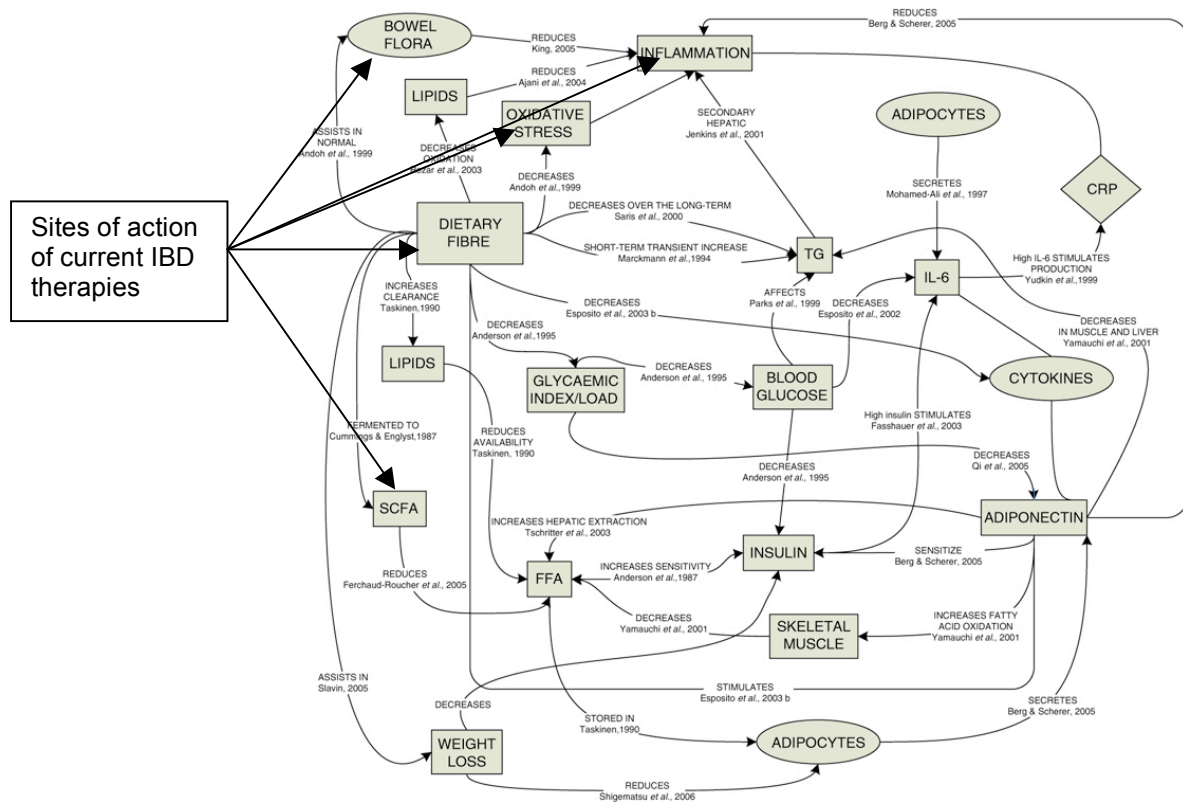 BOWEL
FLORA
REDUCES
King, 2005
REDUCES
Berg & Scherer, 2005
INFLAMMATION
REDUCES
Ajani et al., 2004
LIPIDS
OXIDATIVE
STRESS
SECONDARY
HEPATIC
Jenkins et al., 2001
ADIPOCYTES
ASSISTS IN
NORMAL
Andoh et al., 1999
DECREASES
OXIDATION
2003
DECREASES
Andoh et al.,1999
SECRETES
Mohamed-Ali et al., 1997
CRP
Sites of action
of current IBD
therapies
DIETARY
FIBRE
DECREASES OVER THE LONG-TERM
Saris et al., 2000
SHORT-TERM TRANSIENT INCREASE
Marckmann et al.,1994
TG
IL-6
High IL-6 STIMULATES
PRODUCTION
Yudkin et al.,1999
INCREASES
CLEARANCE
Taskinen,1990
DECREASES
Esposito et al., 2003 b
AFFECTS
Parks et al., 1999
DECREASES
Esposito et al., 2002
DECREASES
IN MUSCLE AND LIVER
Yamauchi et al., 2001
DECREASES
Anderson et al.,1995
LIPIDS
GLYCAEMIC
INDEX/LOAD
DECREASES
Anderson et al., 1995
BLOOD
GLUCOSE
CYTOKINES
High insulin STIMULATES
Fasshauer et al., 2003
FERMENTED TO
Cummings & Englyst,1987
REDUCES
AVAILABILITY
Taskinen, 1990
DECREASES
Anderson et al., 1995
DECREASES
Qi et al., 2005
SCFA
INCREASES HEPATIC EXTRACTION
Tschritter et al., 2003
ADIPONECTIN
REDUCES
Ferchaud-Roucher et al., 2005
FFA
INCREASES SENSITIVITY
Anderson et al.,1987
INSULIN
SENSITIZE
Berg & Scherer, 2005
DECREASES
Yamauchi et al., 2001
SKELETAL
MUSCLE
INCREASES FATTY
ACID OXIDATION
Yamauchi et al., 2001
ASSISTS IN
Slavin, 2005
STIMULATES
Esposito et al., 2003 b
DECREASES
STORED IN
Taskinen,1990
SECRETES
Berg & Scherer, 2005
WEIGHT
LOSS
ADIPOCYTES
REDUCES
Shigematsu et al., 2006